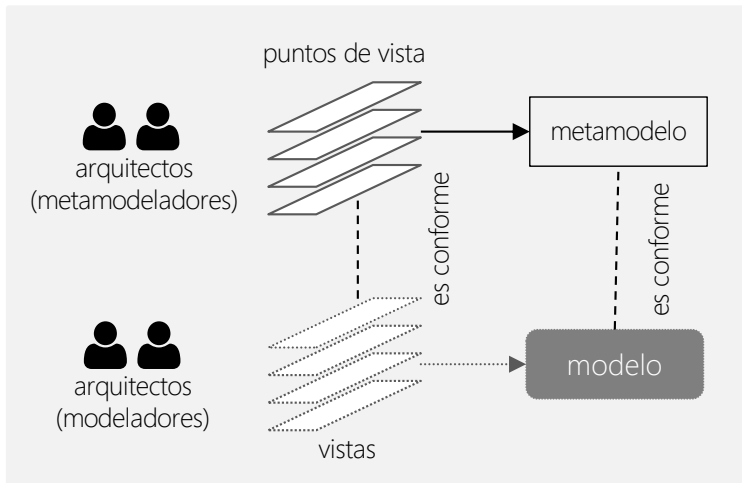 puntos de vista
metamodelo
arquitectos
(metamodeladores)
es conforme
es conforme
arquitectos
(modeladores)
modelo
vistas